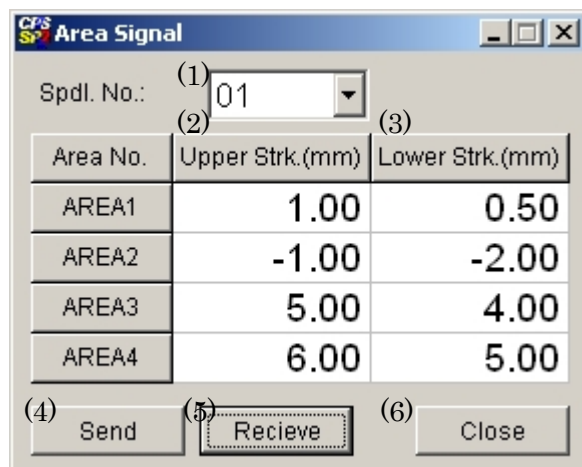 CPS SP2 Area Signal
Spdl. No.: (1) 01
(2) (3)
Area No. Upper Strk.(mm) Lower Strk.(mm)
AREA1 1.00 0.50
AREA2 -1.00 -2.00
AREA3 5.00 4.00
AREA4 6.00 5.00
(4) Send (5) Recieve (6) Close